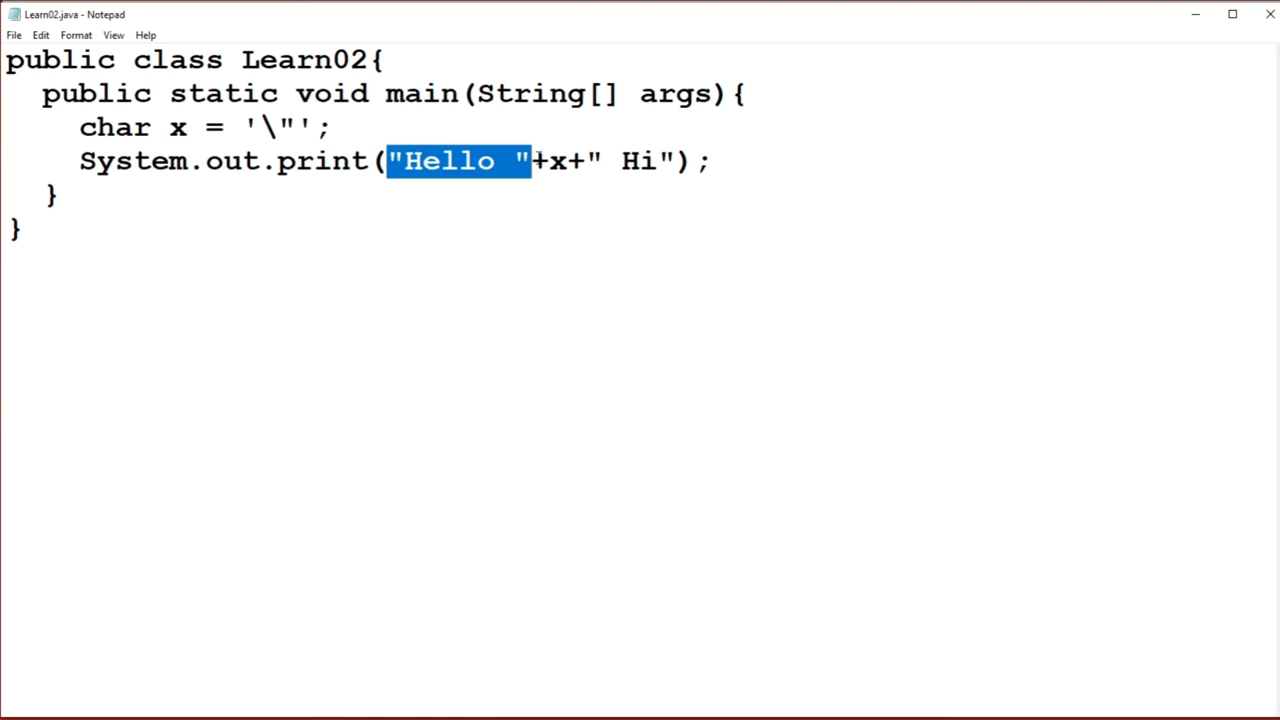 Learn02.java - Notepad
File Edit Format View Help
public class Learn02{
  public static void main(String[] args){
    char x = '\"';
    System.out.print("Hello "+x+" Hi");
  }
}